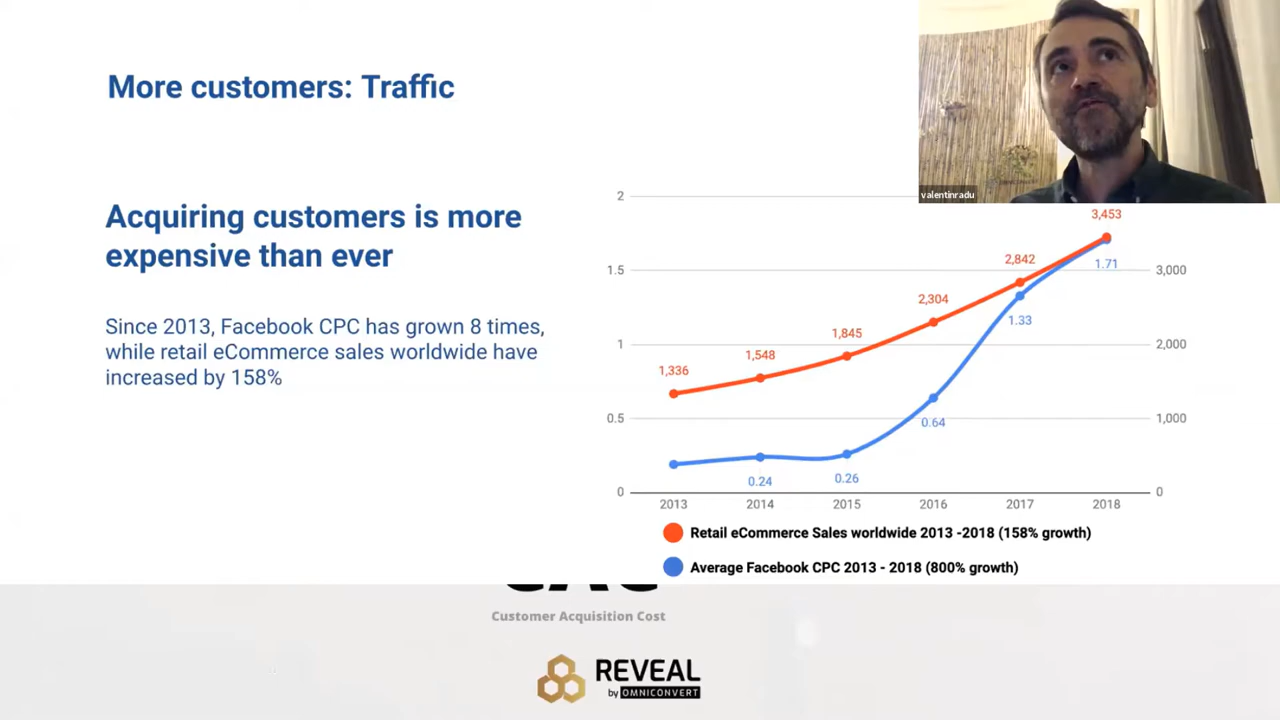 More customers: Traffic
valentinradu
Acquiring customers is more
expensive than ever
Since 2013, Facebook CPC has grown 8 times,
while retail eCommerce sales worldwide have
increased by 158%
2
1.5
1
0.5
0
3,000
2,000
1,000
0
1,336
1,548
1,845
2,304
2,842
3,453
0.24
0.26
0.64
1.33
1.71
2013
2014
2015
2016
2017
2018
Retail eCommerce Sales worldwide 2013 -2018 (158% growth)
Average Facebook CPC 2013 - 2018 (800% growth)
Customer Acquisition Cost
REVEAL
by OMNICONVERT